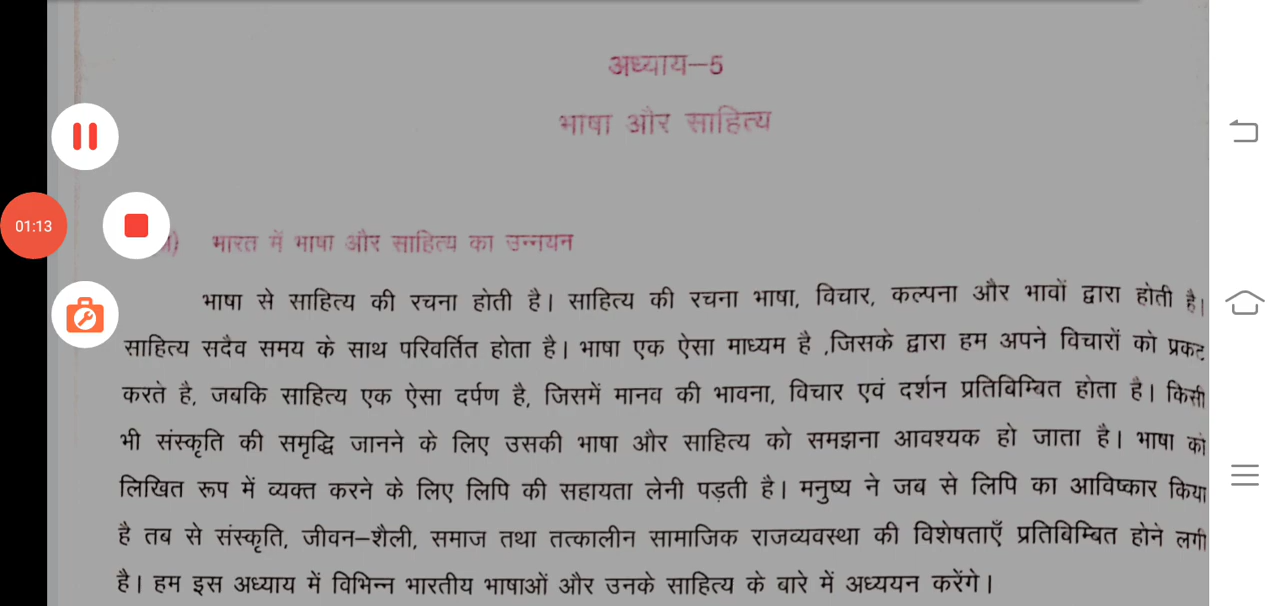 अध्याय–5
भाषा और साहित्य
भारत में भाषा और साहित्य का उन्नयन
01:13
भाषा से साहित्य की रचना होती है। साहित्य की रचना भाषा, विचार, कल्पना और भावों द्वारा होती है।
साहित्य सदैव समय के साथ परिवर्तित होता है। भाषा एक ऐसा माध्यम है ,जिसके द्वारा हम अपने विचारों को प्रकट
करते है, जबकि साहित्य एक ऐसा दर्पण है, जिसमें मानव की भावना, विचार एवं दर्शन प्रतिबिम्बित होता है। किसी
भी संस्कृति की समृद्धि जानने के लिए उसकी भाषा और साहित्य को समझना आवश्यक हो जाता है। भाषा को
लिखित रूप में व्यक्त करने के लिए लिपि की सहायता लेनी पड़ती है। मनुष्य ने जब से लिपि का आविष्कार किया
है तब से संस्कृति, जीवन–शैली, समाज तथा तत्कालीन सामाजिक राजव्यवस्था की विशेषताएँ प्रतिबिम्बित होने लगी
है। हम इस अध्याय में विभिन्न भारतीय भाषाओं और उनके साहित्य के बारे में अध्ययन करेंगे।